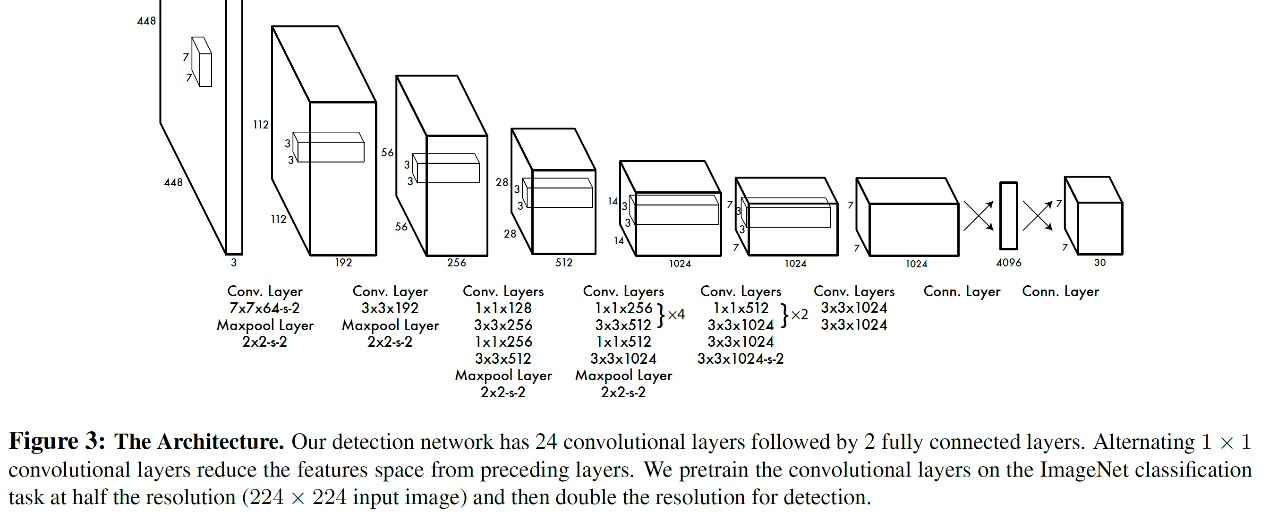 448
7
7
448
3
112
3
3
112
192
56
3
3
56
256
28
3
3
28
512
14
3
3
14
1024
7
3
3
7
1024
7
7
1024
4096
7
7
30
Conv. Layer
7x7x64-s-2
Maxpool Layer
2x2-s-2
Conv. Layer
3x3x192
Maxpool Layer
2x2-s-2
Conv. Layers
1x1x128
3x3x256
1x1x256
3x3x512
Maxpool Layer
2x2-s-2
Conv. Layers
1x1x256
3x3x512 }×4
1x1x512
3x3x1024
Maxpool Layer
2x2-s-2
Conv. Layers
1x1x512
3x3x1024 }×2
3x3x1024
3x3x1024-s-2
Conv. Layers
3x3x1024
3x3x1024
Conn. Layer
Conn. Layer
Figure 3: The Architecture. Our detection network has 24 convolutional layers followed by 2 fully connected layers. Alternating 1 × 1
convolutional layers reduce the features space from preceding layers. We pretrain the convolutional layers on the ImageNet classification
task at half the resolution (224 × 224 input image) and then double the resolution for detection.